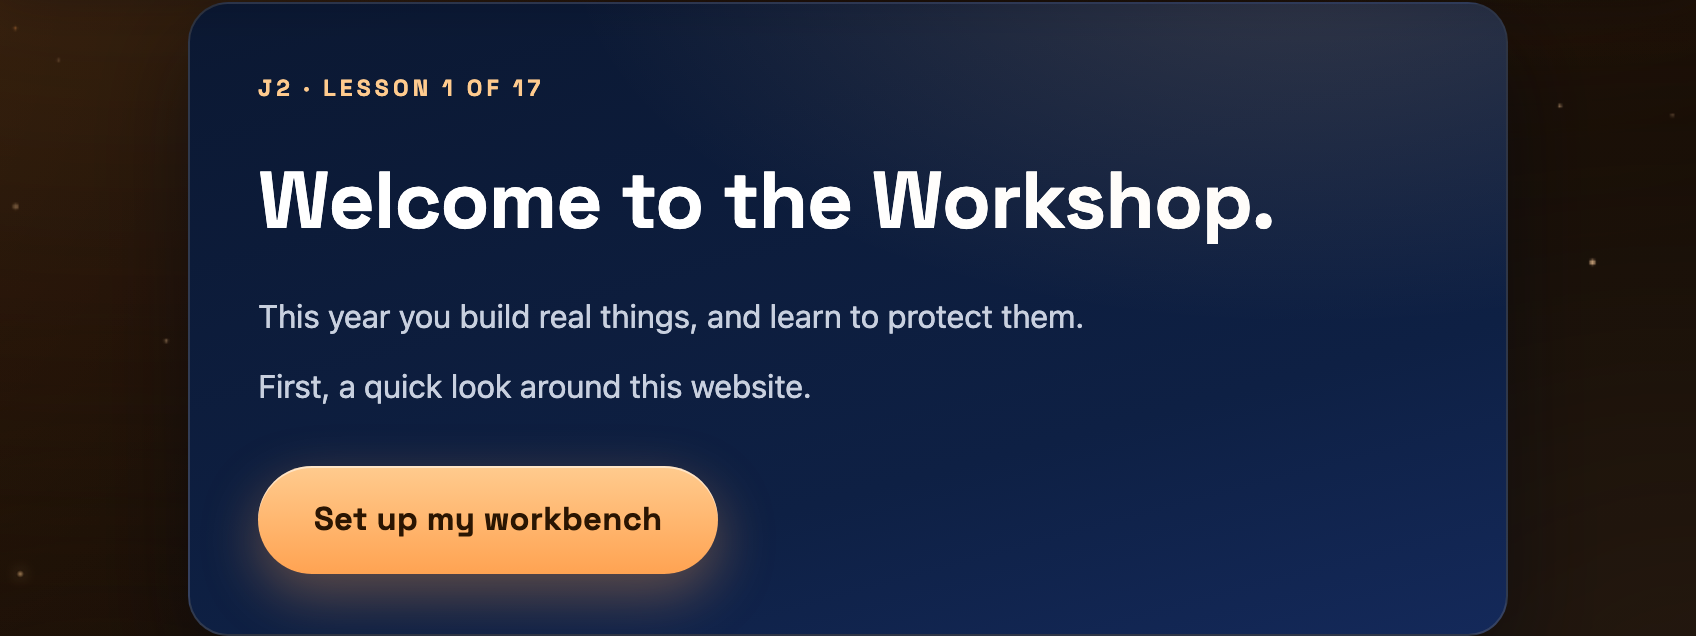 J2 · LESSON 1 OF 17
Welcome to the Workshop.
This year you build real things, and learn to protect them.
First, a quick look around this website.
Set up my workbench